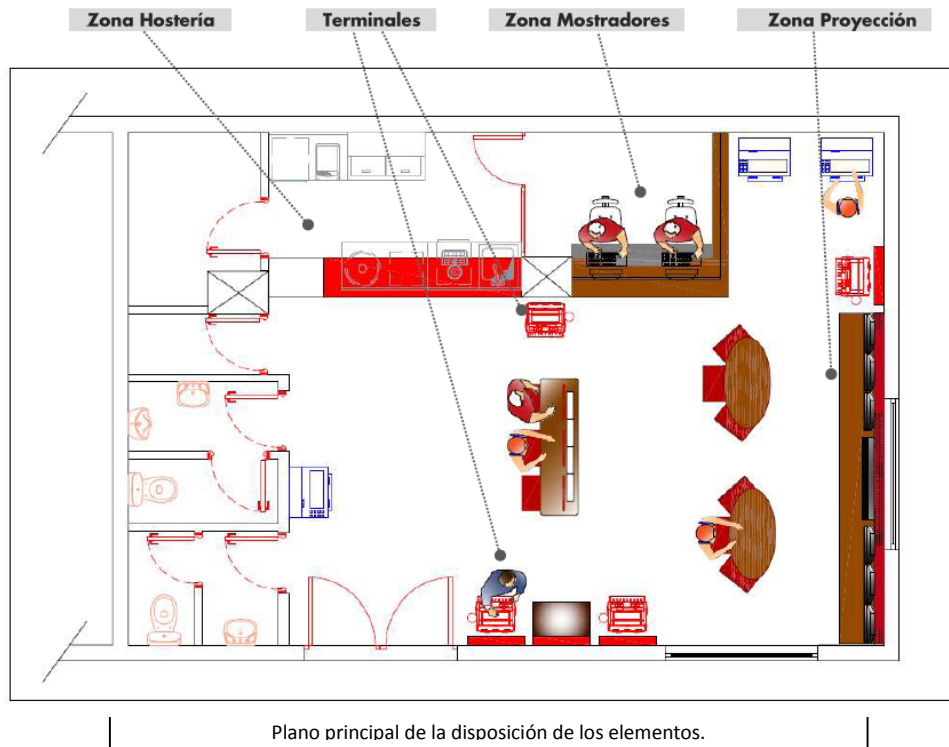 Zona Hostería
Terminales
Zona Mostradores
Zona Proyección
Plano principal de la disposición de los elementos.